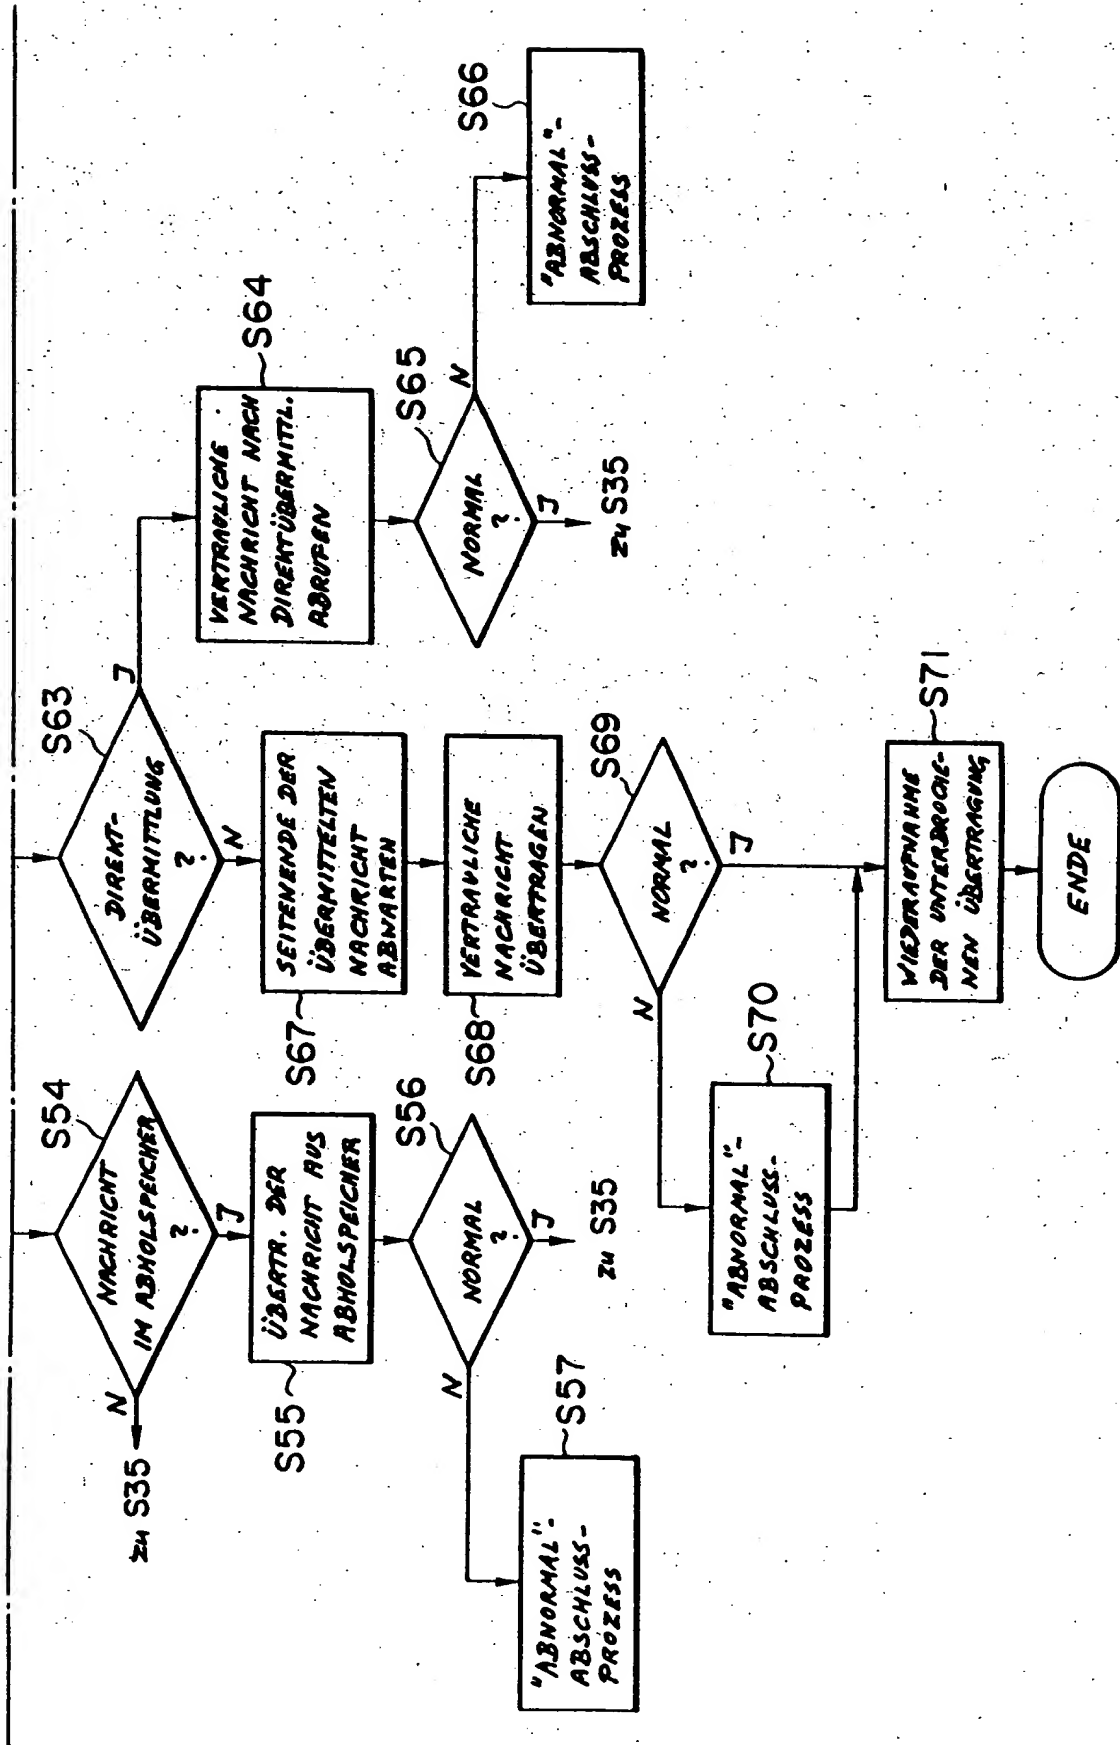 S54
NACHRICHT
IM ABHOLSPEICHER
?
N
zu S35
J
S55
ÜBERTR. DER
NACHRICHT AUS
ABHOLSPEICHER
S56
NORMAL
?
J
zu S35
N
S57
"ABNORMAL"-
ABSCHLUSS-
PROZESS
S63
DIREKT-
ÜBERMITTLUNG
?
J
N
S64
VERTRAULICHE
NACHRICHT NACH
DIREKTÜBERMITTL.
ABRUFEN
S65
NORMAL
?
J
zu S35
N
S66
"ABNORMAL"-
ABSCHLUSS-
PROZESS
S67
SEITENENDE DER
ÜBERMITTELTEN
NACHRICHT
ABWARTEN
S68
VERTRAULICHE
NACHRICHT
ÜBERTRAGEN
S69
NORMAL
?
J
N
S70
"ABNORMAL"-
ABSCHLUSS-
PROZESS
S71
WIEDERAUFNAHME
DER UNTERBROCHE-
NEN ÜBERTRAGUNG
ENDE